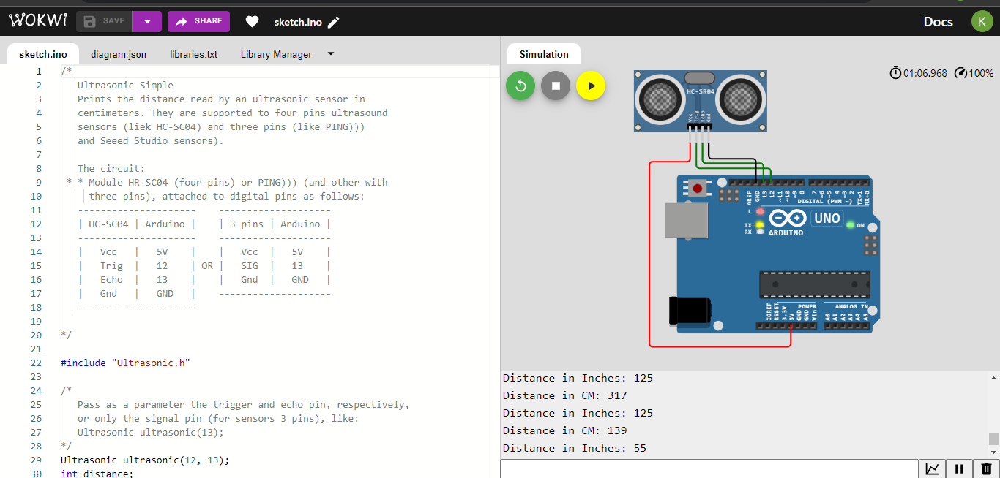 WOKWi SAVE SHARE sketch.ino Docs K
sketch.ino diagram.json libraries.txt Library Manager
1 /*
2 Ultrasonic Simple
3 Prints the distance read by an ultrasonic sensor in
4 centimeters. They are supported to four pins ultrasound
5 sensors (liek HC-SC04) and three pins (like PING)))
6 and Seeed Studio sensors).
7
8 The circuit:
9 * * Module HR-SC04 (four pins) or PING))) (and other with
10 three pins), attached to digital pins as follows:
11 --------------------- --------------------
12 | HC-SC04 | Arduino | | 3 pins | Arduino |
13 --------------------- --------------------
14 | Vcc | 5V | | Vcc | 5V |
15 | Trig | 12 | OR | SIG | 13 |
16 | Echo | 13 | | Gnd | GND |
17 | Gnd | GND | --------------------
18 ---------------------
19
20 */
21
22 #include "Ultrasonic.h"
23
24 /*
25 Pass as a parameter the trigger and echo pin, respectively,
26 or only the signal pin (for sensors 3 pins), like:
27 Ultrasonic ultrasonic(13);
28 */
29 Ultrasonic ultrasonic(12, 13);
30 int distance;
Simulation
01:06.968 100%
HC-SR04
Vcc Trig Echo Gnd
AREF GND 13 12 ~11 ~10 ~9 8 7 ~6 ~5 4 ~3 2 TX→1 RX←0
DIGITAL (PWM ~)
L
TX
RX
UNO
ON
ARDUINO
IOREF RESET 3.3V 5V GND GND Vin A0 A1 A2 A3 A4 A5
POWER ANALOG IN
Distance in Inches: 125
Distance in CM: 317
Distance in Inches: 125
Distance in CM: 139
Distance in Inches: 55